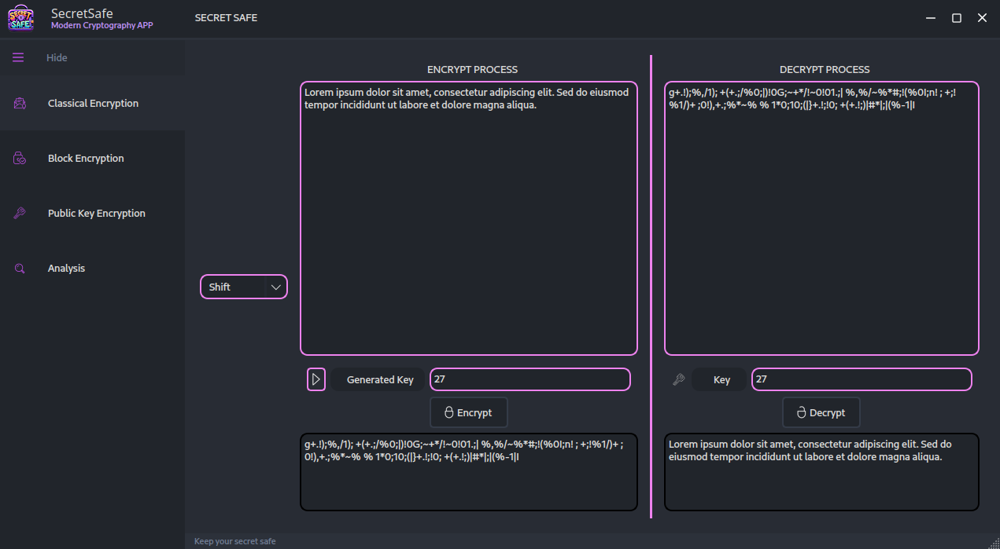 SECRET SAFE!
SecretSafe
Modern Cryptography APP
SECRET SAFE
Hide
Classical Encryption
Block Encryption
Public Key Encryption
Analysis
Shift
ENCRYPT PROCESS
Lorem ipsum dolor sit amet, consectetur adipiscing elit. Sed do eiusmod
tempor incididunt ut labore et dolore magna aliqua.
Generated Key
27
Encrypt
g+.!);%,/1); +(+.;/%0;|)!0G;~+*/!~0!01.;| %,%/~%*#;!(%0I;n! ; +;!%1/)+ ;
0!),+.;%*~% % 1*0;10;(|}+.!;!0; +(+.!;)|#*|;|(%-1|I
DECRYPT PROCESS
g+.!);%,/1); +(+.;/%0;|)!0G;~+*/!~0!01.;| %,%/~%*#;!(%0I;n! ; +;!
%1/)+ ;0!),+.;%*~% % 1*0;10;(|}+.!;!0; +(+.!;)|#*|;|(%-1|I
Key
27
Decrypt
Lorem ipsum dolor sit amet, consectetur adipiscing elit. Sed do
eiusmod tempor incididunt ut labore et dolore magna aliqua.
Keep your secret safe